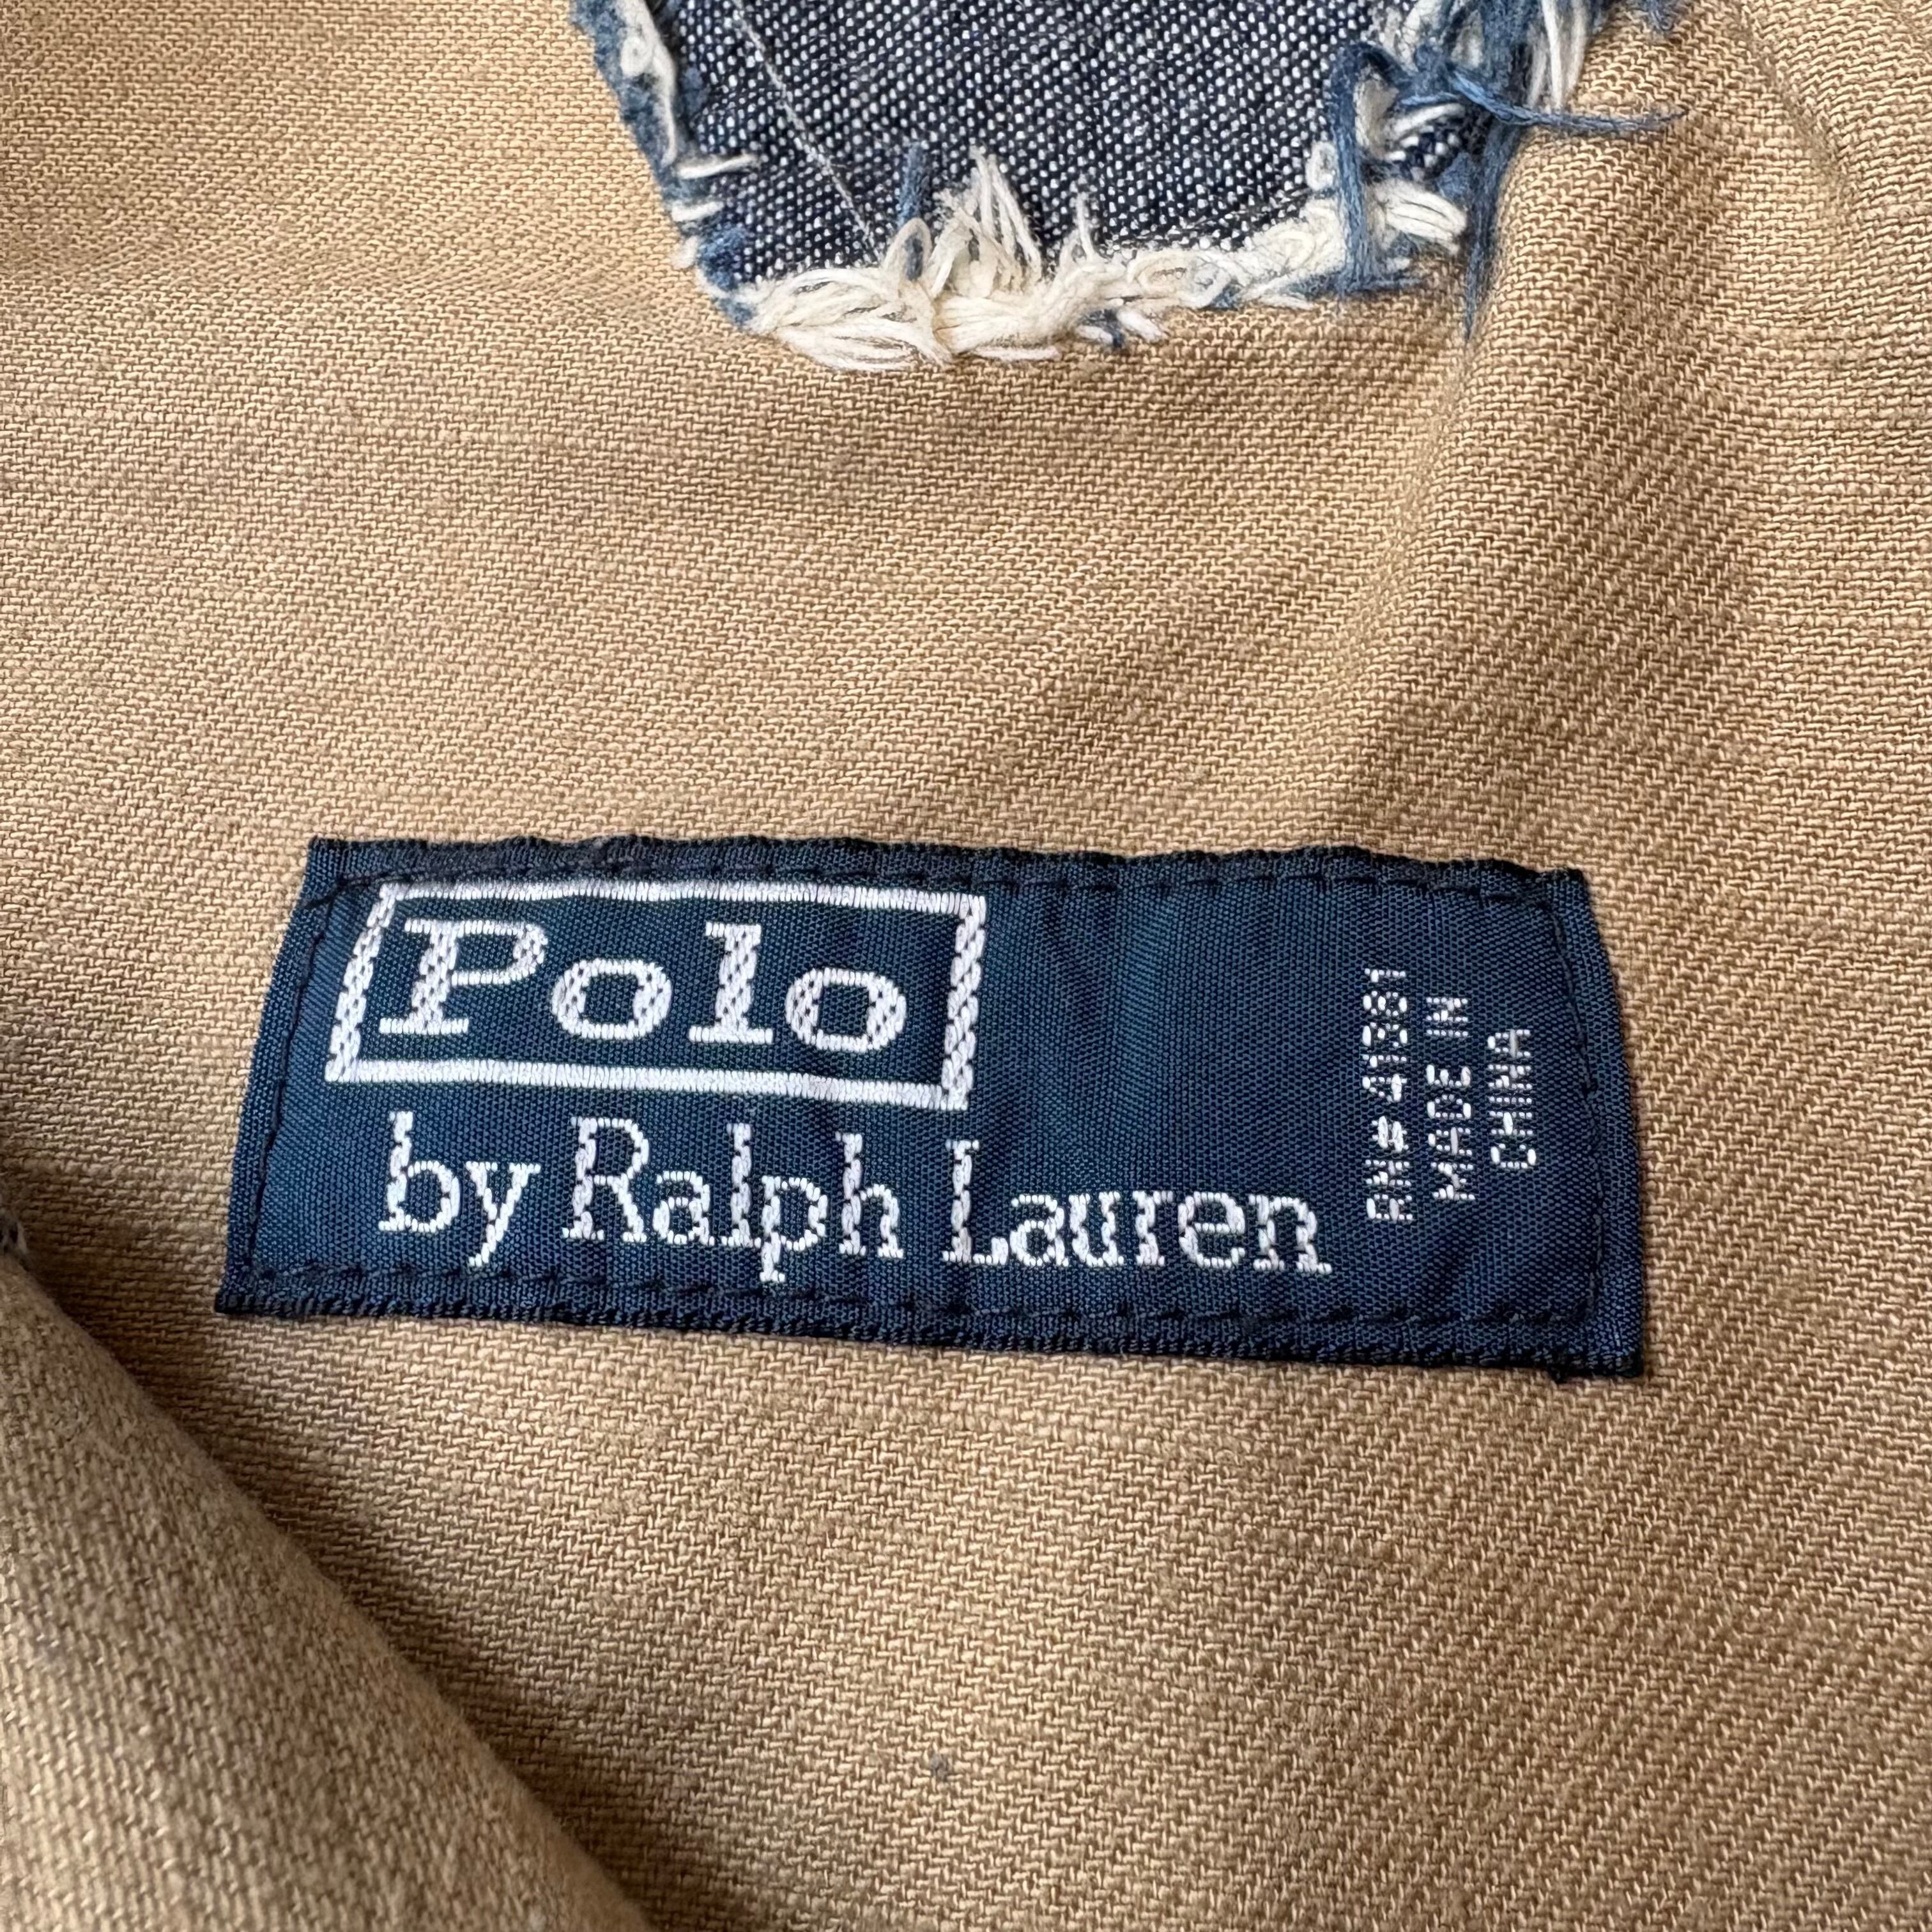 Polo
by Ralph Lauren
RN# 41381
MADE IN
CHINA